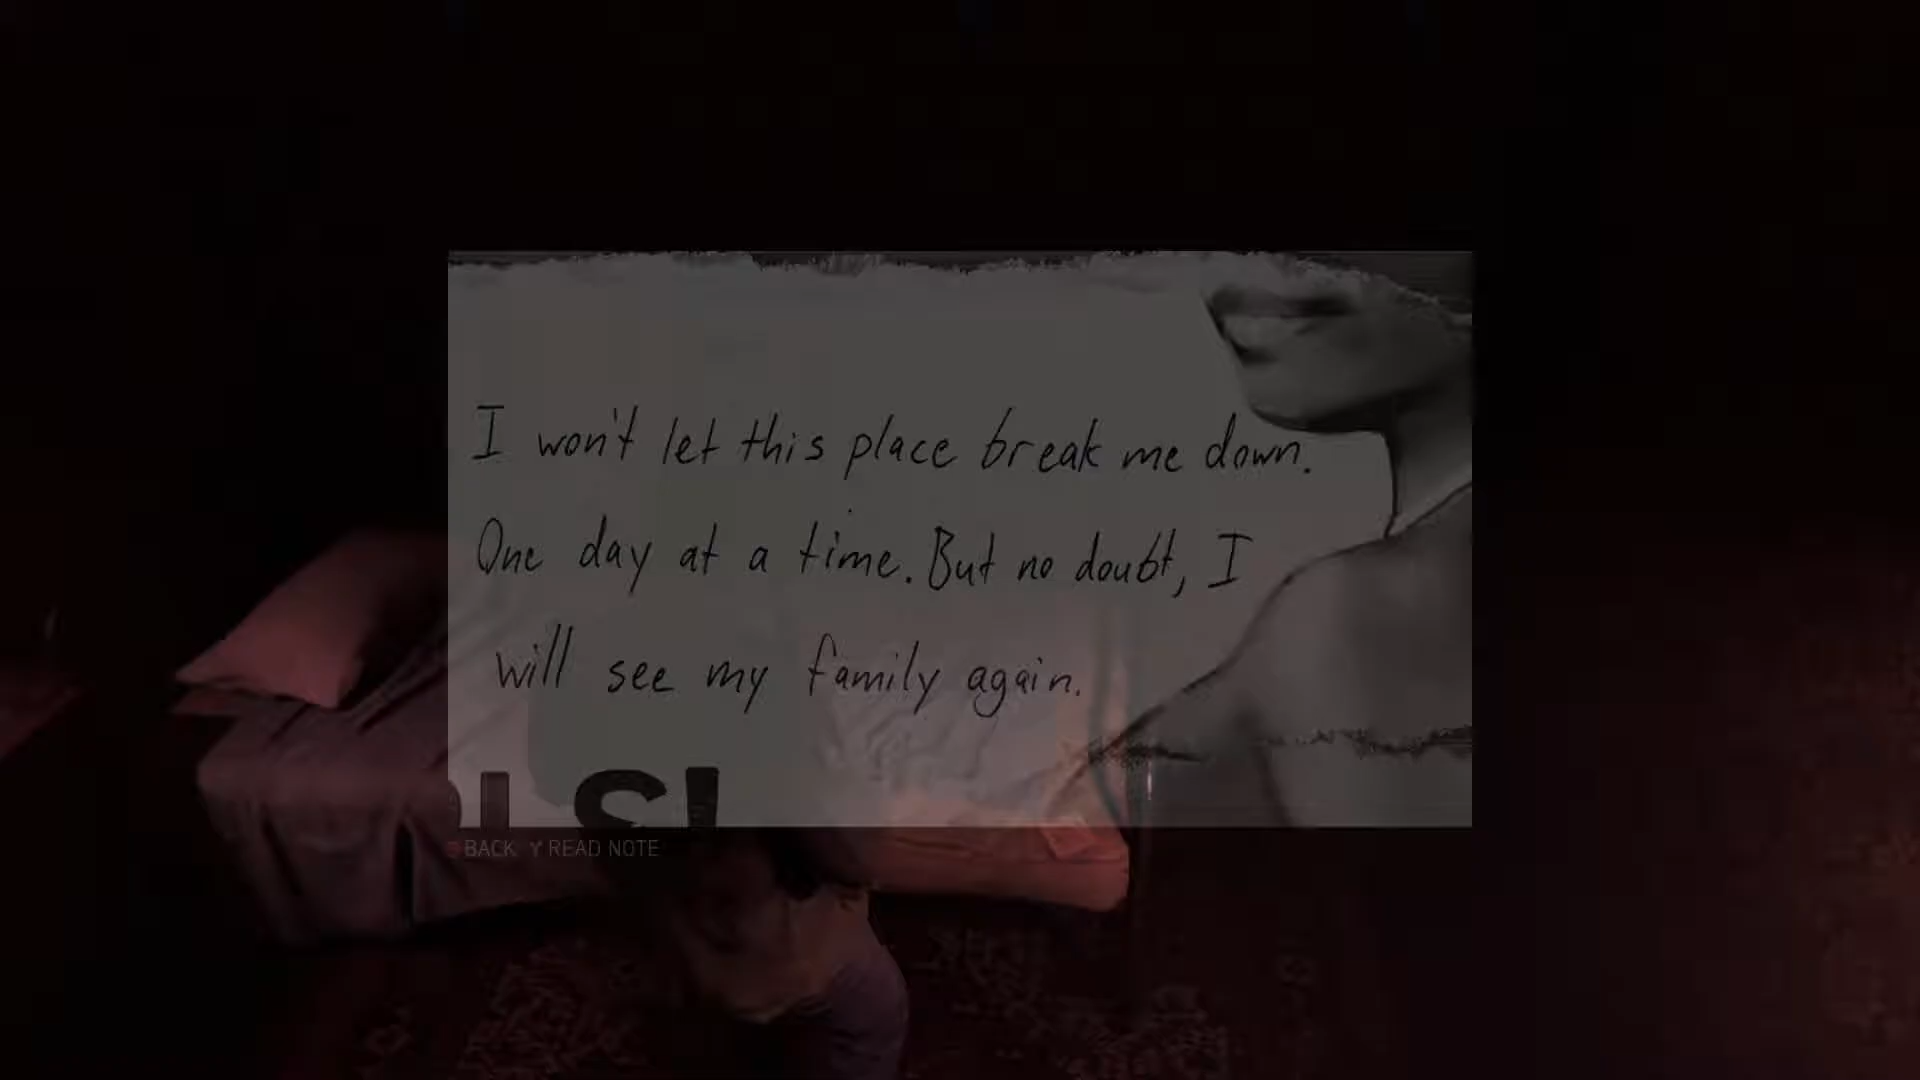 I won't let this place break me down.
One day at a time. But no doubt, I
will see my family again.
LS!
BACK Y READ NOTE